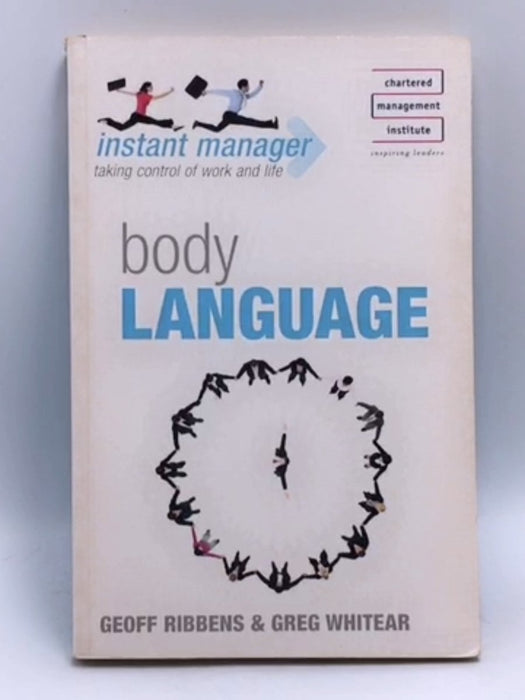 instant manager
taking control of work and life
chartered
management
institute
inspiring leaders
body
LANGUAGE
GEOFF RIBBENS & GREG WHITEAR